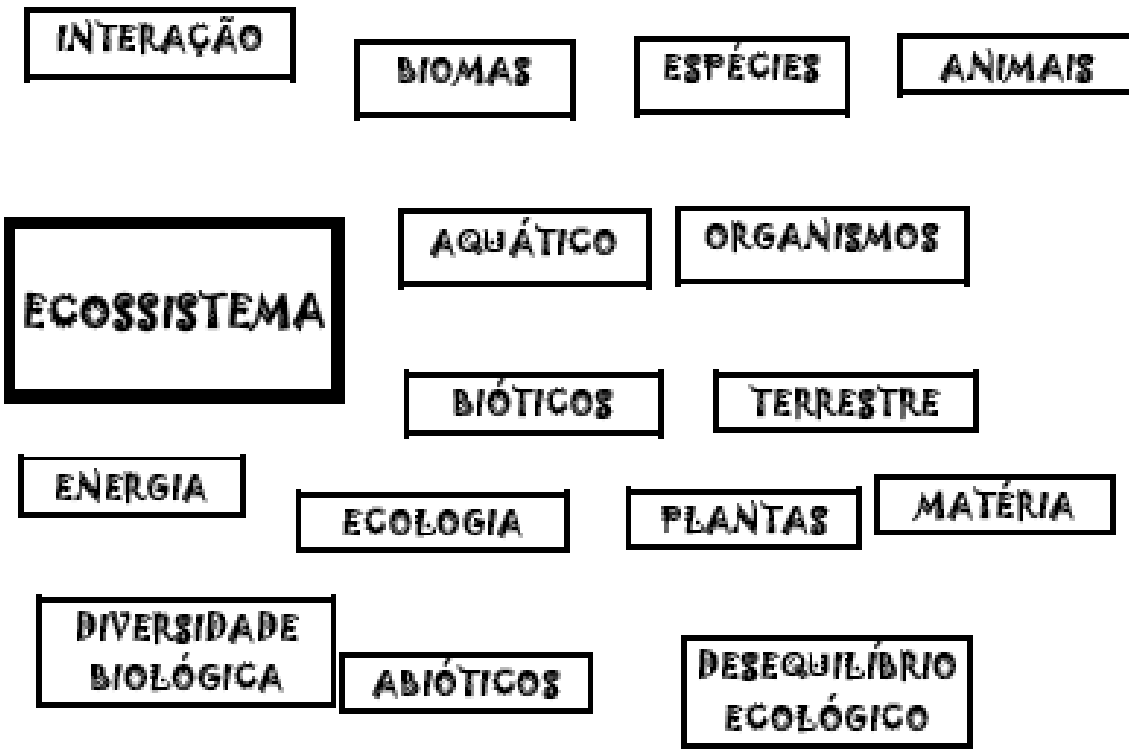 INTERAÇÃO
BIOMAS
ESPÉCIES
ANIMAIS
AQUÁTICO
ORGANISMOS
ECOSSISTEMA
BIÓTICOS
TERRESTRE
ENERGIA
ECOLOGIA
PLANTAS
MATÉRIA
DIVERSIDADE
BIOLÓGICA
ABIÓTICOS
DESEQUILÍBRIO
ECOLÓGICO